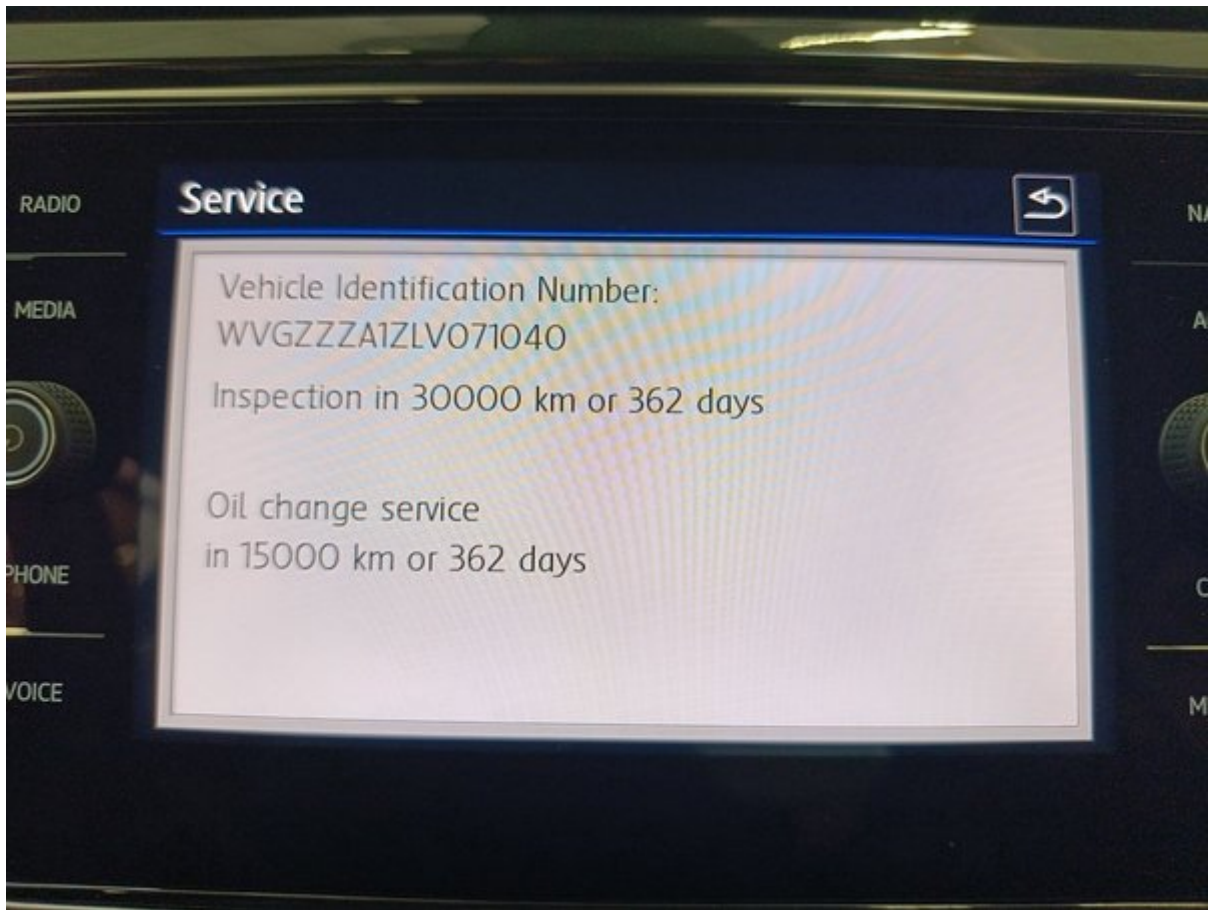 Service
RADIO
MEDIA
PHONE
VOICE
Vehicle Identification Number:
WVGZZZA1ZLV071040
Inspection in 30000 km or 362 days
Oil change service
in 15000 km or 362 days